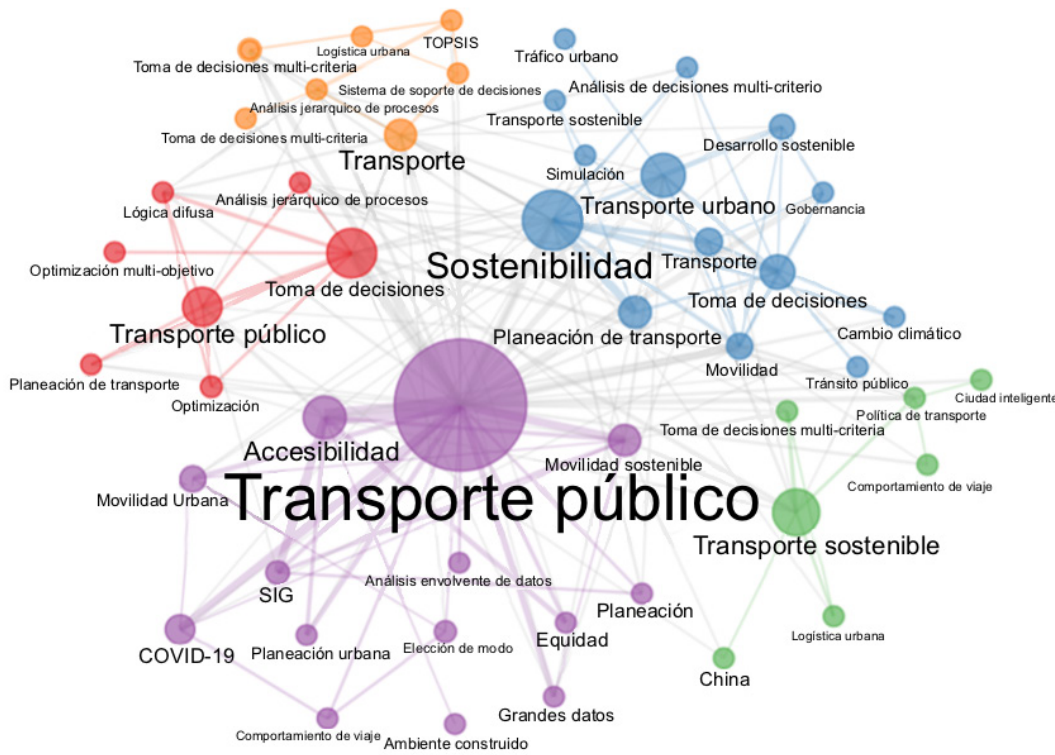 TOPSIS
Logística urbana
Toma de decisiones multi-criteria
Sistema de soporte de decisiones
Análisis jerarquico de procesos
Toma de decisiones multi-criteria
Transporte
Tráfico urbano
Análisis de decisiones multi-criterio
Transporte sostenible
Desarrollo sostenible
Simulación
Transporte urbano
Gobernancia
Sostenibilidad
Transporte
Toma de decisiones
Planeación de transporte
Cambio climático
Movilidad
Tránsito público
Análisis jerárquico de procesos
Lógica difusa
Optimización multi-objetivo
Toma de decisiones
Transporte público
Planeación de transporte
Optimización
Ciudad inteligente
Política de transporte
Toma de decisiones multi-criteria
Comportamiento de viaje
Transporte sostenible
Logística urbana
China
Accesibilidad
Movilidad sostenible
Movilidad Urbana
Transporte público
Análisis envolvente de datos
SIG
Planeación
COVID-19
Planeación urbana
Elección de modo
Equidad
Grandes datos
Comportamiento de viaje
Ambiente construido